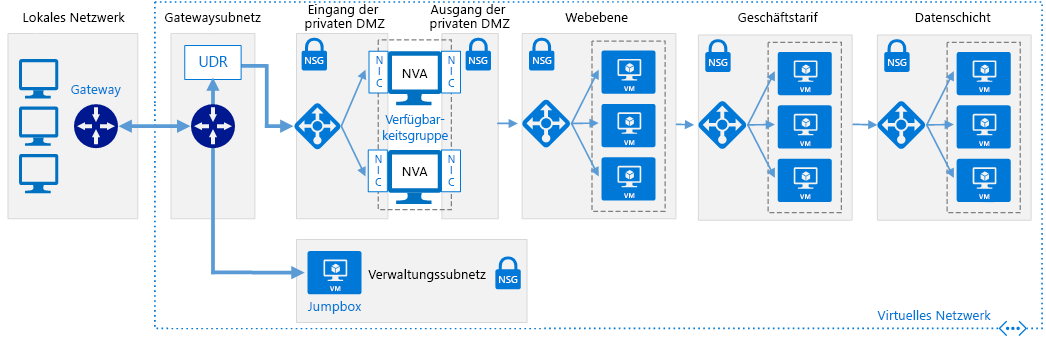 Lokales Netzwerk
Gatewaysubnetz
Eingang der
privaten DMZ
Ausgang der
privaten DMZ
Webebene
Geschäftstarif
Datenschicht
Gateway
UDR
NSG
NIC
NVA
NIC
NSG
Verfügbar-
keitsgruppe
NIC
NVA
NIC
NSG
VM
VM
VM
NSG
VM
VM
VM
NSG
VM
VM
VM
VM
Jumpbox
Verwaltungssubnetz
NSG
Virtuelles Netzwerk